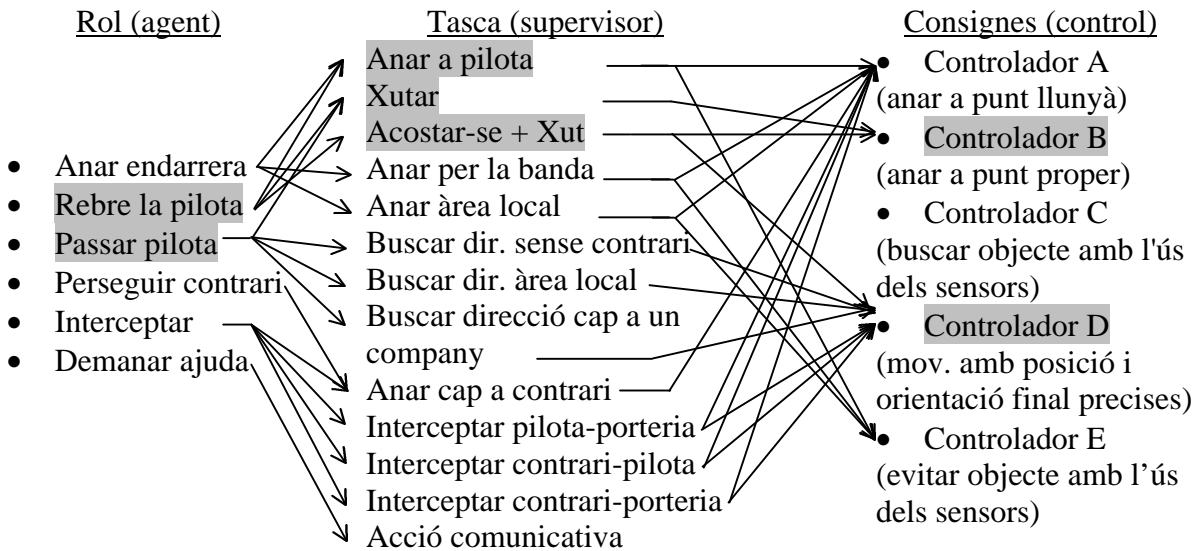 Rol (agent)
Anar endarrera
Rebre la pilota
Passar pilota
Perseguir contrari
Interceptar
Demanar ajuda
Tasca (supervisor)
Anar a pilota
Xutar
Acostar-se + Xut
Anar per la banda
Anar àrea local
Buscar dir. sense contrari
Buscar dir. àrea local
Buscar direcció cap a un
company
Anar cap a contrari
Interceptar pilota-porteria
Interceptar contrari-pilota
Interceptar contrari-porteria
Acció comunicativa
Consignes (control)
Controlador A
(anar a punt llunyà)
Controlador B
(anar a punt proper)
Controlador C
(buscar objecte amb l'ús
dels sensors)
Controlador D
(mov. amb posició i
orientació final precises)
Controlador E
(evitar objecte amb l’ús
dels sensors)